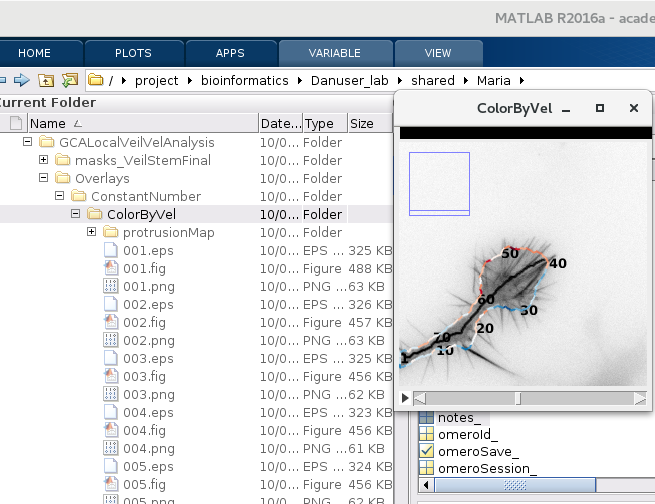 MATLAB R2016a - acade
HOME PLOTS APPS VARIABLE VIEW
/ project bioinformatics Danuser_lab shared Maria
Current Folder
Name Date... Type Size
GCALocalVeilVelAnalysis 10/0... Folder
masks_VeilStemFinal 10/0... Folder
Overlays 10/0... Folder
ConstantNumber 10/0... Folder
ColorByVel 10/0... Folder
protrusionMap 10/0... Folder
001.eps 10/0... EPS ... 325 KB
001.fig 10/0... Figure 488 KB
001.png 10/0... PNG ... 63 KB
002.eps 10/0... EPS ... 326 KB
002.fig 10/0... Figure 457 KB
002.png 10/0... PNG ... 63 KB
003.eps 10/0... EPS ... 325 KB
003.fig 10/0... Figure 456 KB
003.png 10/0... PNG ... 62 KB
004.eps 10/0... EPS ... 323 KB
004.fig 10/0... Figure 456 KB
004.png 10/0... PNG ... 61 KB
005.eps 10/0... EPS ... 324 KB
005.fig 10/0... Figure 456 KB
005.png 10/0... PNG ... 62 KB
ColorByVel
50
40
60
30
20
70
10
1
notes_
omeroId_
omeroSave_
omeroSession_